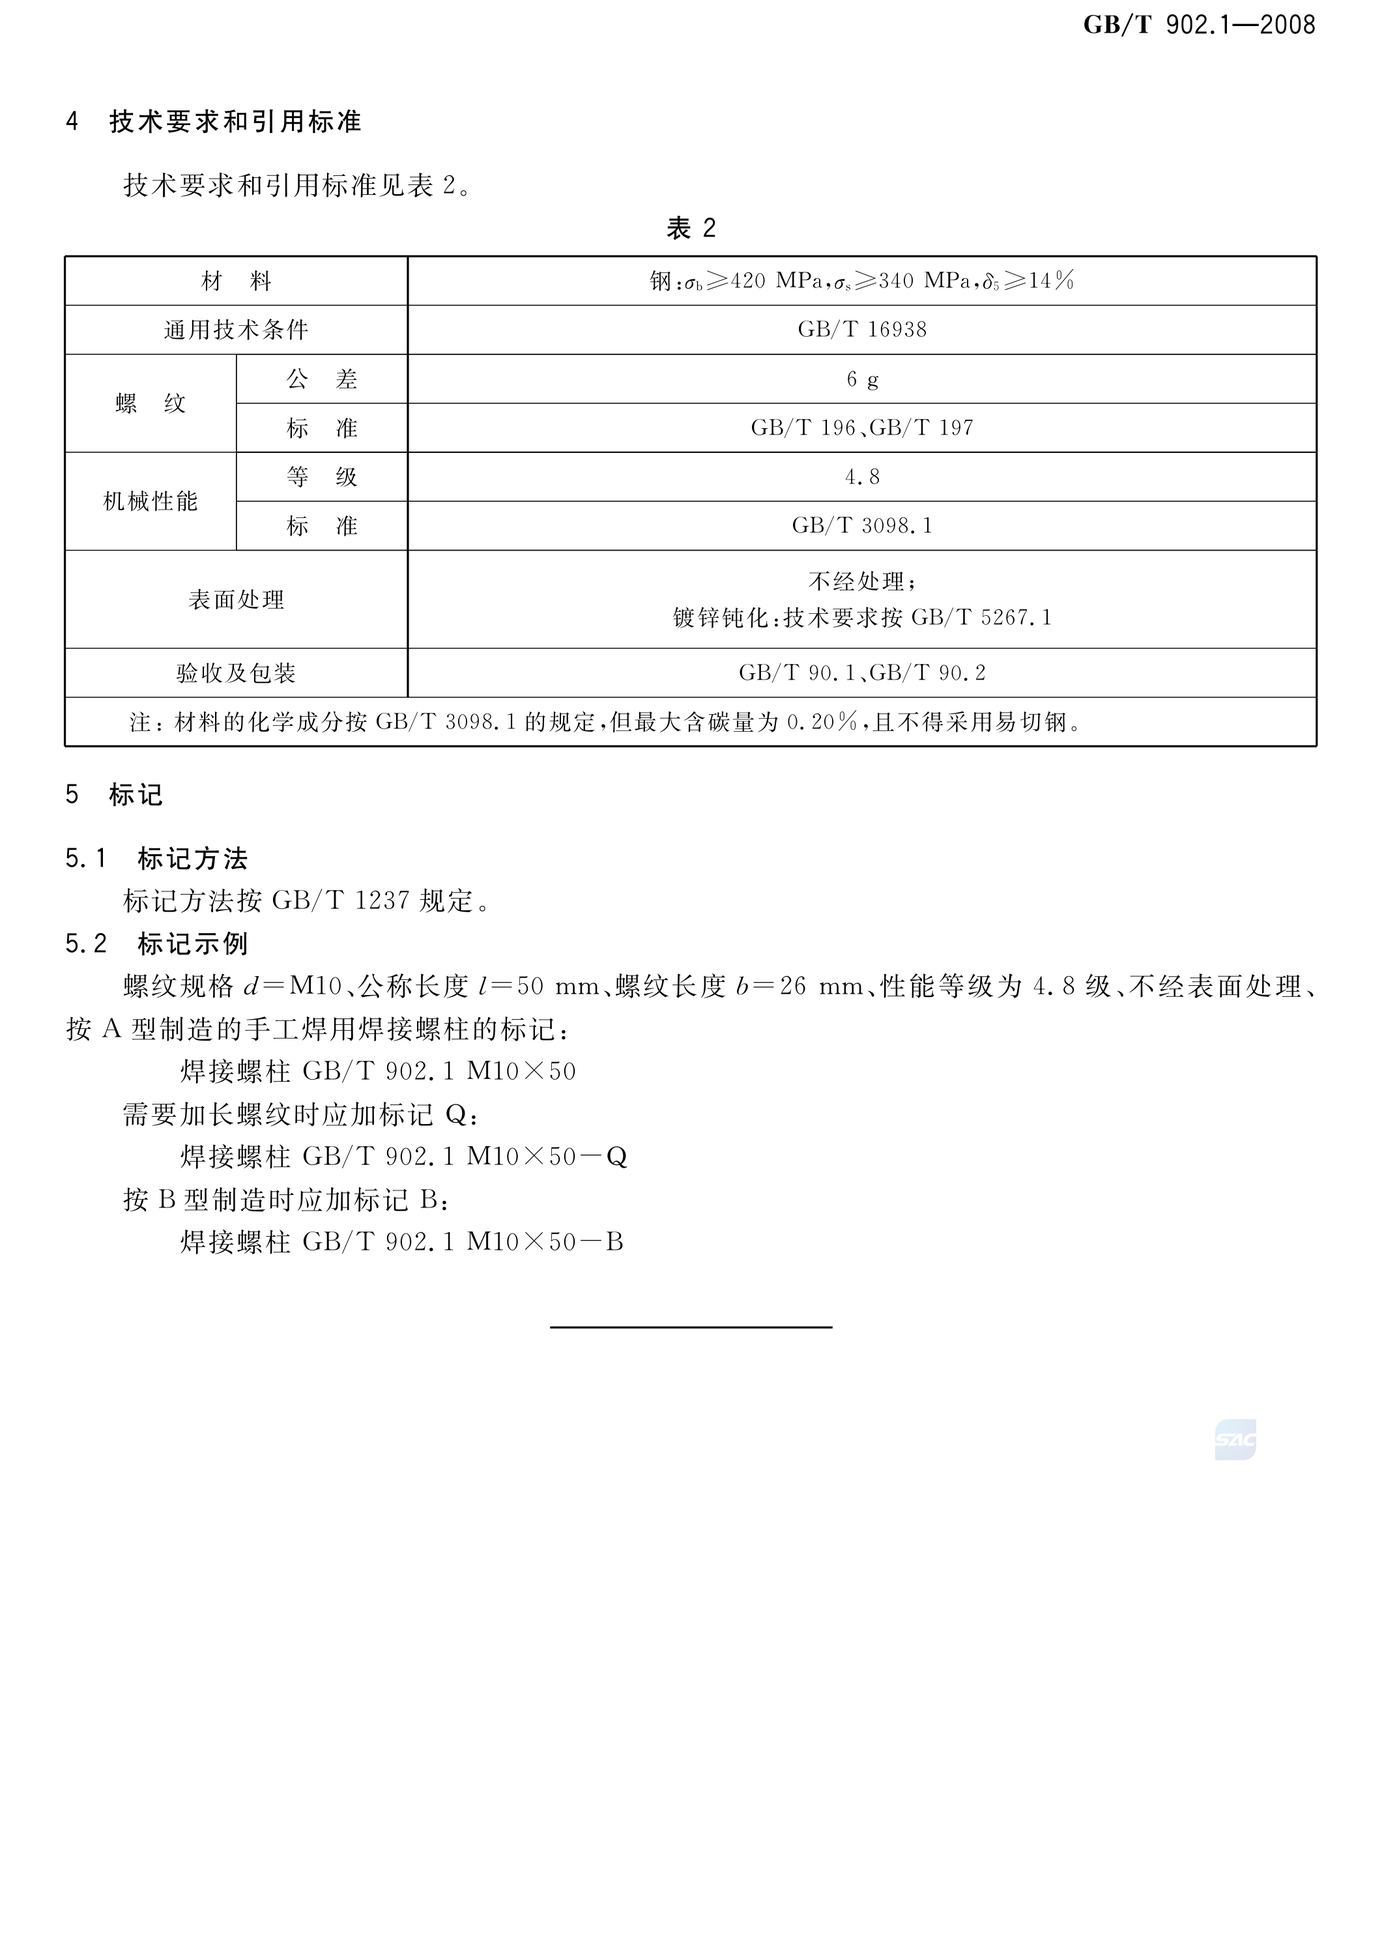 GB/T 902.1—2008
4 技术要求和引用标准
技术要求和引用标准见表 2。
表 2
材 料 钢:σb≥420 MPa,σs≥340 MPa,δ5≥14%
通用技术条件 GB/T 16938
螺 纹 公 差 6 g
标 准 GB/T 196、GB/T 197
机械性能 等 级 4.8
标 准 GB/T 3098.1
表面处理 不经处理;
镀锌钝化:技术要求按 GB/T 5267.1
验收及包装 GB/T 90.1、GB/T 90.2
注: 材料的化学成分按 GB/T 3098.1 的规定,但最大含碳量为 0.20%,且不得采用易切钢。
5 标记
5.1 标记方法
标记方法按 GB/T 1237 规定。
5.2 标记示例
螺纹规格 d=M10、公称长度 l=50 mm、螺纹长度 b=26 mm、性能等级为 4.8 级、不经表面处理、
按 A 型制造的手工焊用焊接螺柱的标记:
焊接螺柱 GB/T 902.1 M10×50
需要加长螺纹时应加标记 Q:
焊接螺柱 GB/T 902.1 M10×50-Q
按 B 型制造时应加标记 B:
焊接螺柱 GB/T 902.1 M10×50-B
SAC